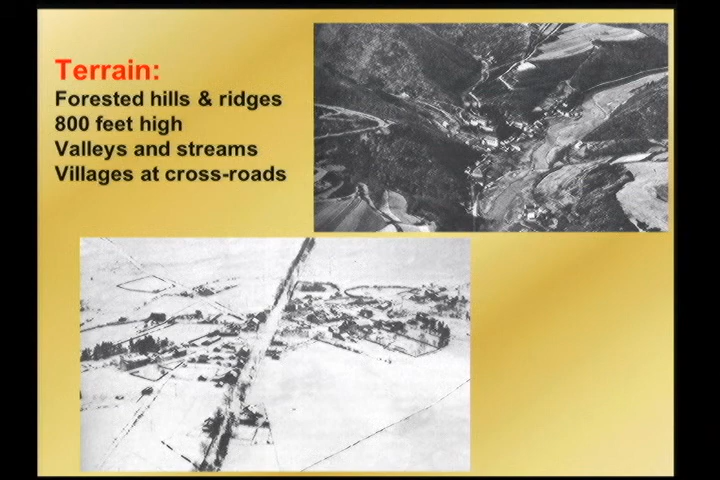 Terrain:
Forested hills & ridges
800 feet high
Valleys and streams
Villages at cross-roads